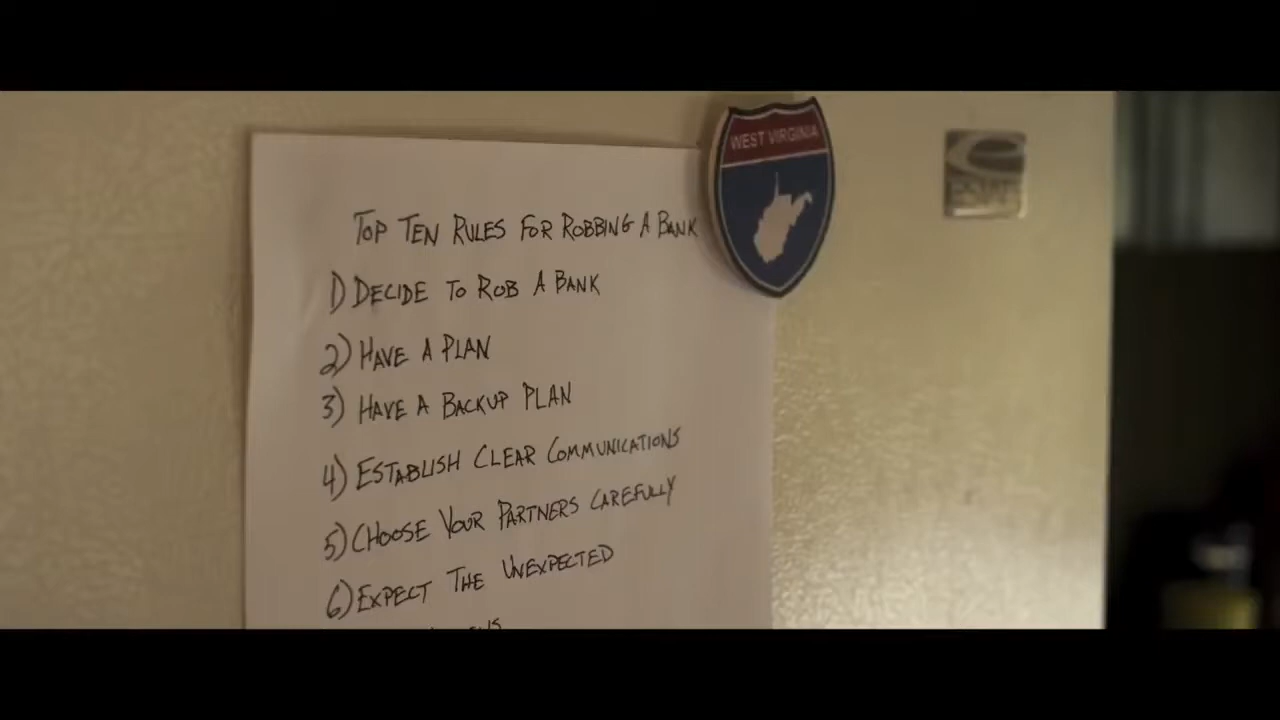 WEST VIRGINIA
TOP TEN RULES FOR ROBBING A BANK
1) DECIDE TO ROB A BANK
2) HAVE A PLAN
3) HAVE A BACKUP PLAN
4) ESTABLISH CLEAR COMMUNICATIONS
5) CHOOSE YOUR PARTNERS CAREFULLY
6) EXPECT THE UNEXPECTED